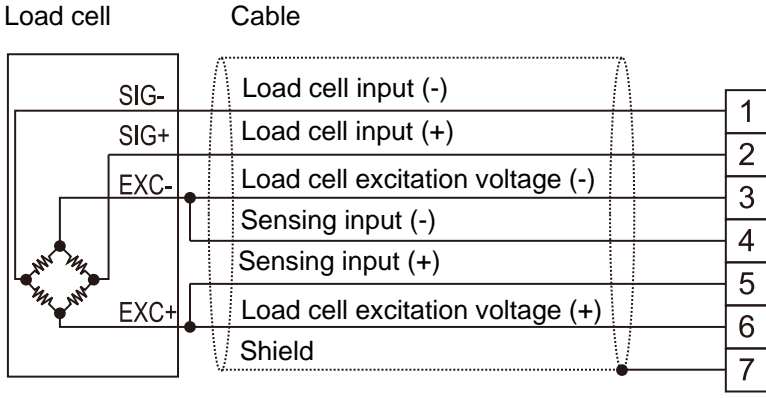 Load cell Cable
SIG- Load cell input (-) 1
SIG+ Load cell input (+) 2
EXC- Load cell excitation voltage (-) 3
Sensing input (-) 4
Sensing input (+) 5
EXC+ Load cell excitation voltage (+) 6
Shield 7